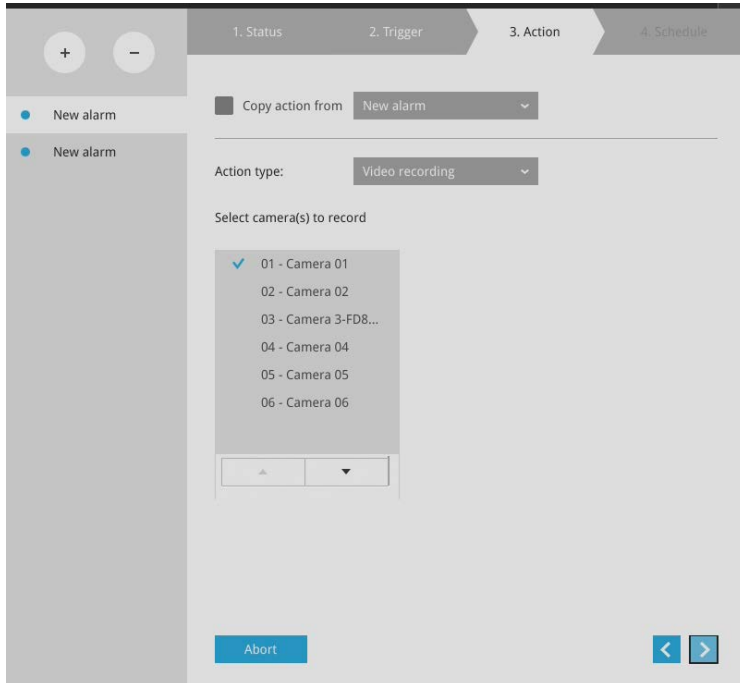 1. Status
2. Trigger
3. Action
4. Schedule
+
-
New alarm
New alarm
Copy action from New alarm
Action type: Video recording
Select camera(s) to record
01 - Camera 01
02 - Camera 02
03 - Camera 3-FD8...
04 - Camera 04
05 - Camera 05
06 - Camera 06
Abort